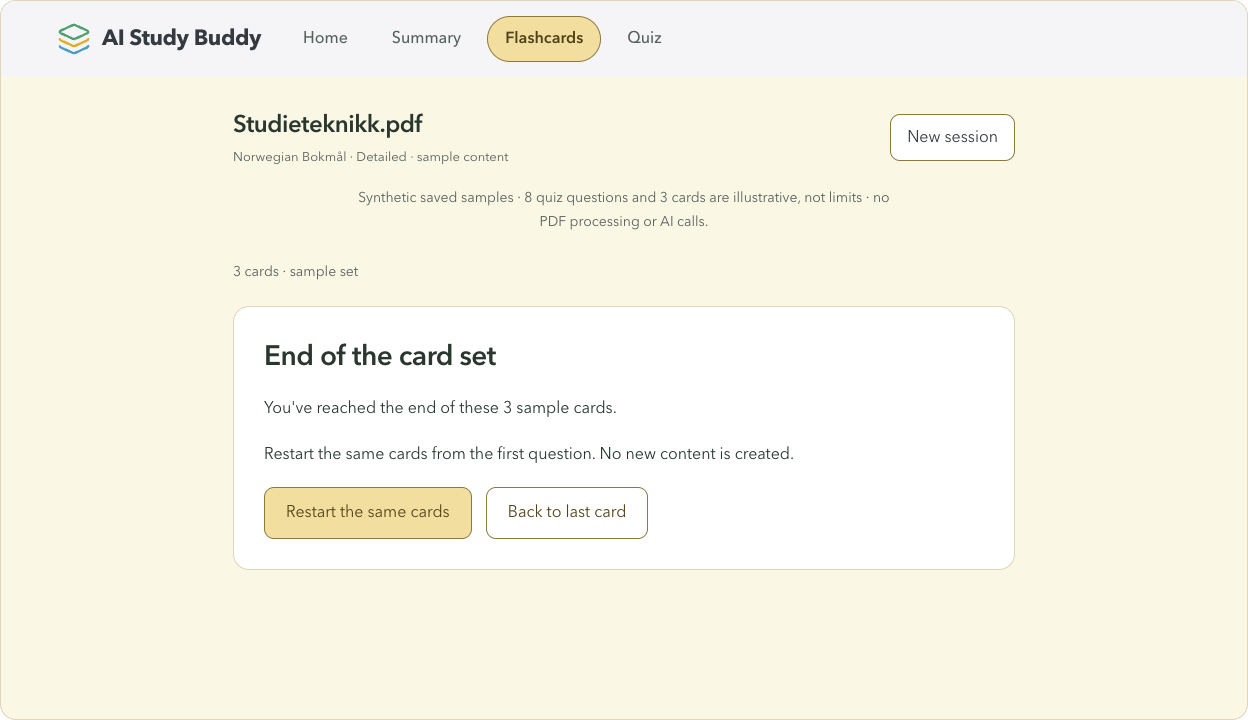 AI Study Buddy
Home
Summary
Flashcards
Quiz
Studieteknikk.pdf
New session
Norwegian Bokmål · Detailed · sample content
Synthetic saved samples · 8 quiz questions and 3 cards are illustrative, not limits · no
PDF processing or AI calls.
3 cards · sample set
End of the card set
You've reached the end of these 3 sample cards.
Restart the same cards from the first question. No new content is created.
Restart the same cards
Back to last card